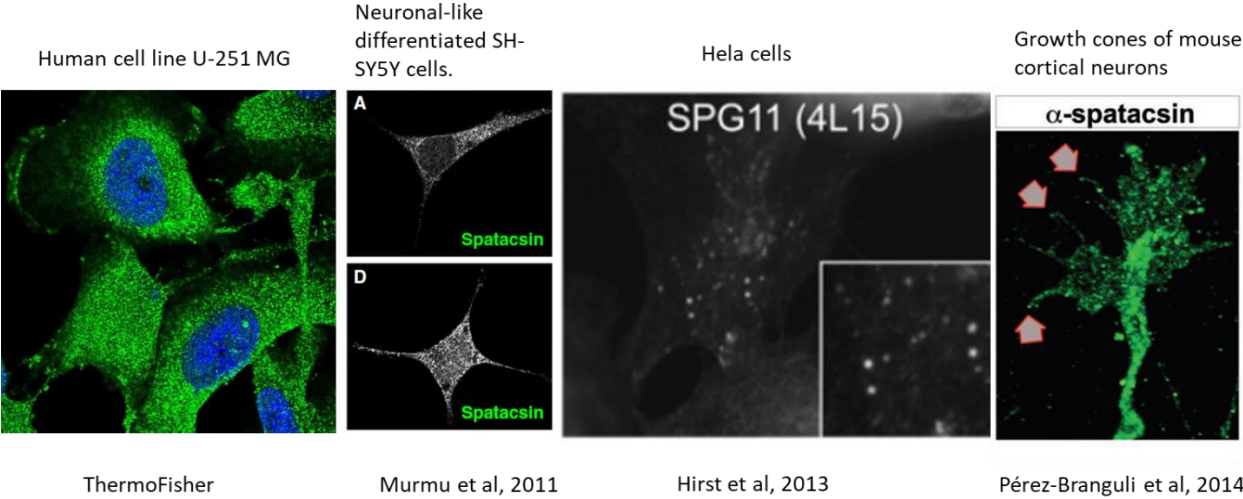 Human cell line U-251 MG
Neuronal-like
differentiated SH-
SY5Y cells.
Hela cells
Growth cones of mouse
cortical neurons
A
Spatacsin
D
Spatacsin
SPG11 (4L15)
α-spatacsin
ThermoFisher
Murmu et al, 2011
Hirst et al, 2013
Pérez-Branguli et al, 2014